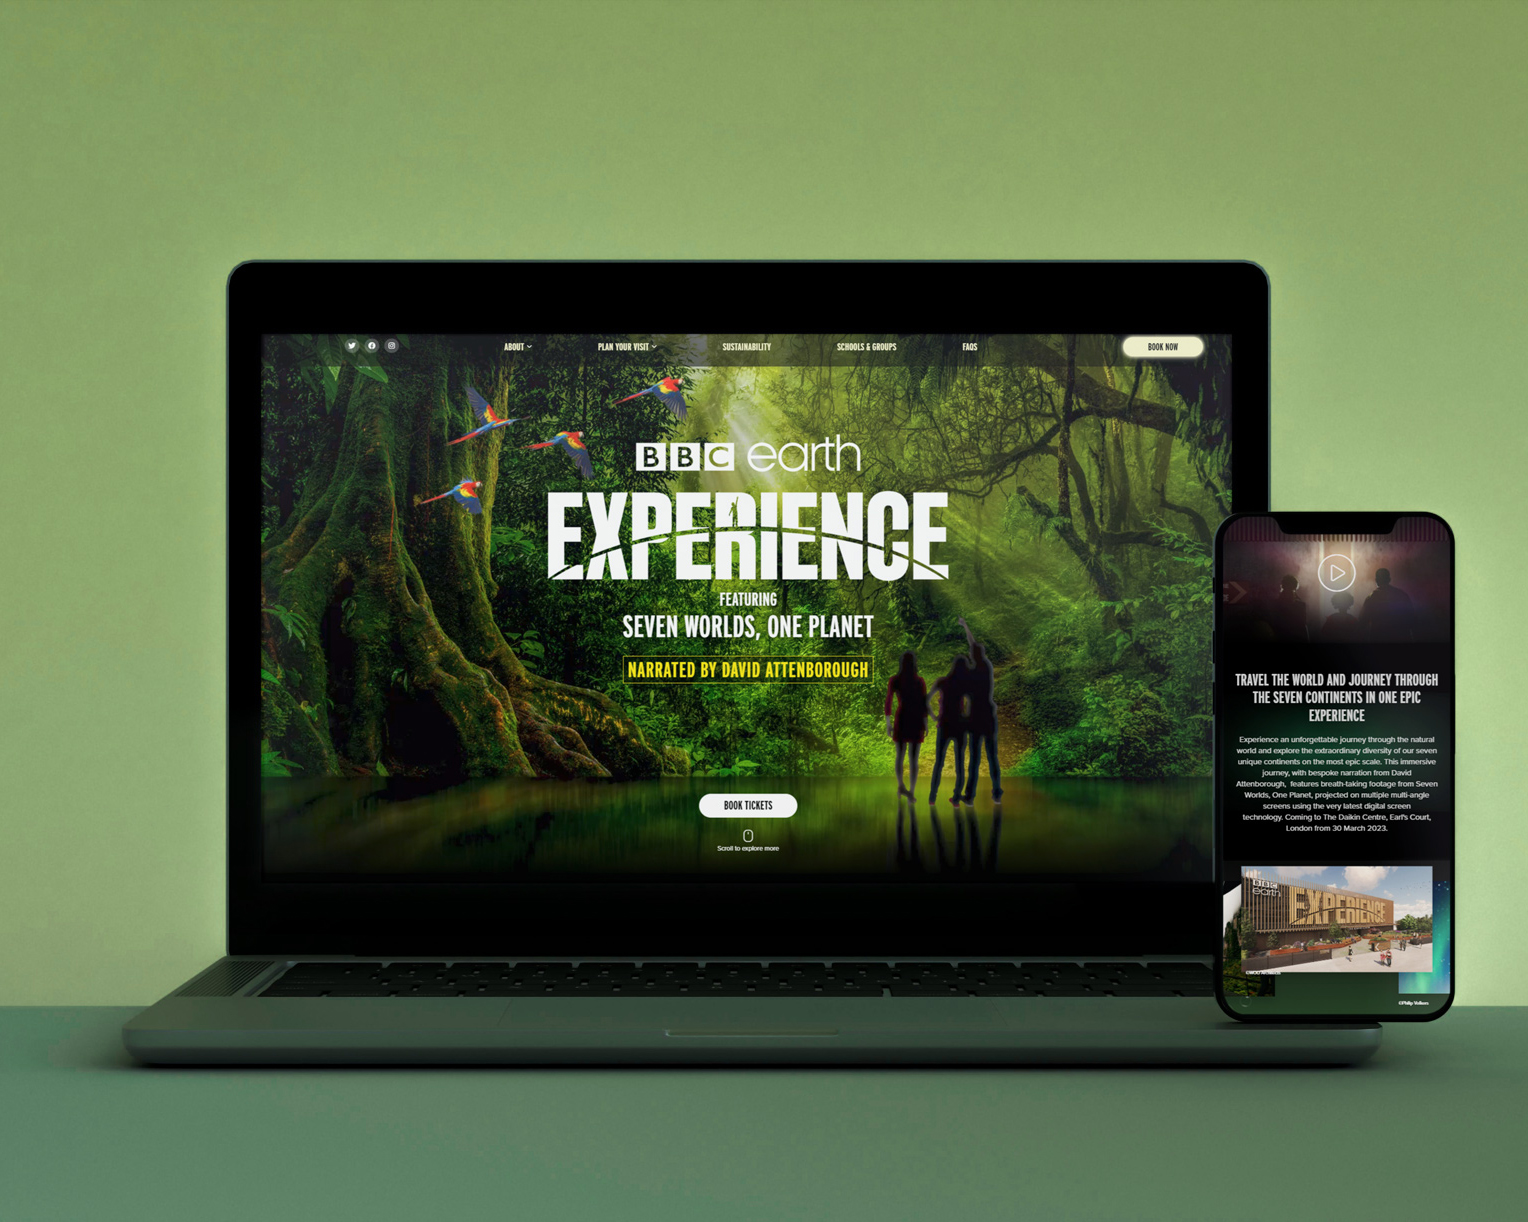 ABOUT
PLAN YOUR VISIT
SUSTAINABILITY
SCHOOLS & GROUPS
FAQS
BOOK NOW
BBC earth
EXPERIENCE
FEATURING
SEVEN WORLDS, ONE PLANET
NARRATED BY DAVID ATTENBOROUGH
BOOK TICKETS
Scroll to explore more
TRAVEL THE WORLD AND JOURNEY THROUGH
THE SEVEN CONTINENTS IN ONE EPIC
EXPERIENCE
Experience an unforgettable journey through the natural
world and explore the extraordinary diversity of our seven
unique continents on the most epic scale. This immersive
journey, with bespoke narration from David
Attenborough, features breath-taking footage from Seven
Worlds, One Planet, projected on multiple multi-angle
screens using the very latest digital screen
technology. Coming to The Daikin Centre, Earl's Court,
London from 30 March 2023.
BBC
earth
EXPERIENCE